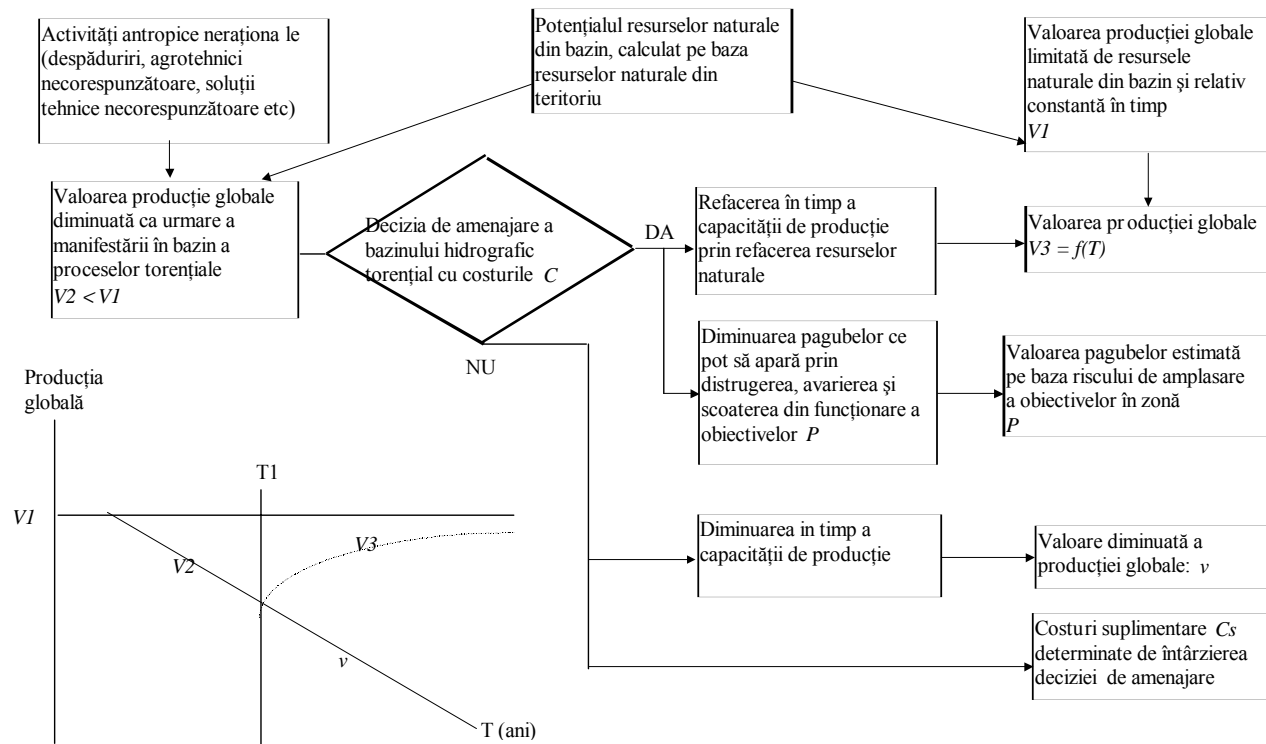 Activități antropice neraționa le
(despăduriri, agrotehnici
necorespunzătoare, soluții
tehnice necorespunzătoare etc)
Potențialul resurselor naturale
din bazin, calculat pe baza
resurselor naturale din
teritoriu
Valoarea producției globale
limitată de resursele
naturale din bazin și relativ
constantă în timp
V1
Valoarea producție globale
diminuată ca urmare a
manifestării în bazin a
proceselor torențiale
V2 < V1
Decizia de amenajare a
bazinului hidrografic
torențial cu costurile C
DA
NU
Refacerea în timp a
capacității de producție
prin refacerea resurselor
naturale
Valoarea pr oducției globale
V3 = f(T)
Diminuarea pagubelor ce
pot să apară prin
distrugerea, avarierea și
scoaterea din funcționare a
obiectivelor P
Valoarea pagubelor estimată
pe baza riscului de amplasare
a obiectivelor în zonă
P
Diminuarea in timp a
capacității de producție
Valoare diminuată a
producției globale: v
Costuri suplimentare Cs
determinate de întârzierea
deciziei de amenajare
Producția
globală
T1
V1
V2
V3
v
T (ani)